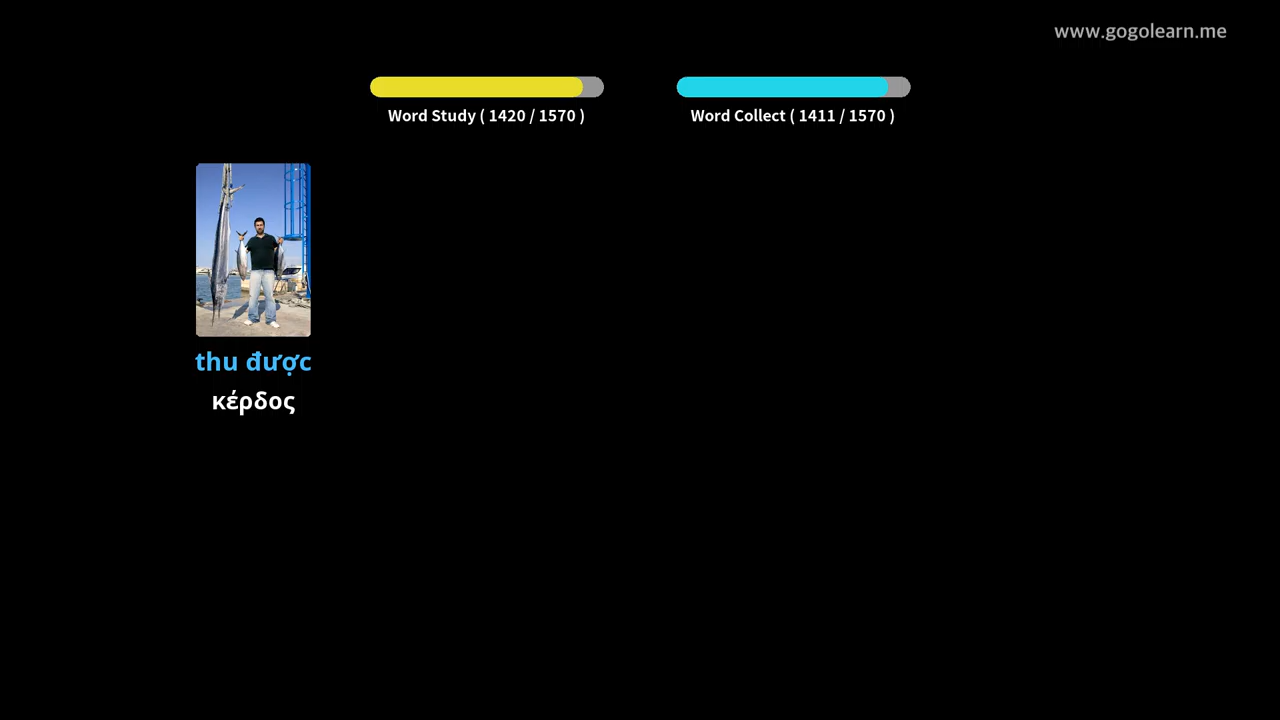 www.gogolearn.me
Word Study ( 1420 / 1570 )
Word Collect ( 1411 / 1570 )
thu được
κέρδος